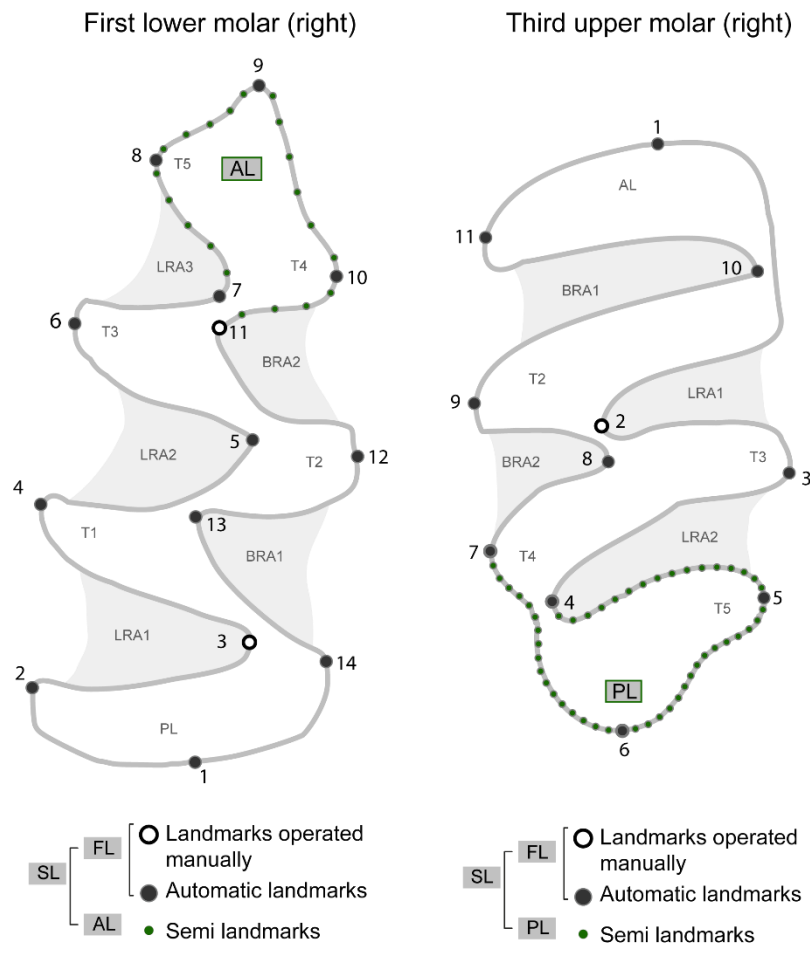 First lower molar (right)
9
8
T5
AL
LRA3
T4
10
7
6
T3
11
BRA2
5
LRA2
T2
12
4
13
T1
BRA1
LRA1
3
14
2
PL
1
SL
FL
AL
Landmarks operated
manually
Automatic landmarks
Semi landmarks
Third upper molar (right)
1
AL
11
10
BRA1
T2
LRA1
9
2
BRA2
8
T3
3
LRA2
7
T4
4
5
T5
PL
6
SL
FL
PL
Landmarks operated
manually
Automatic landmarks
Semi landmarks